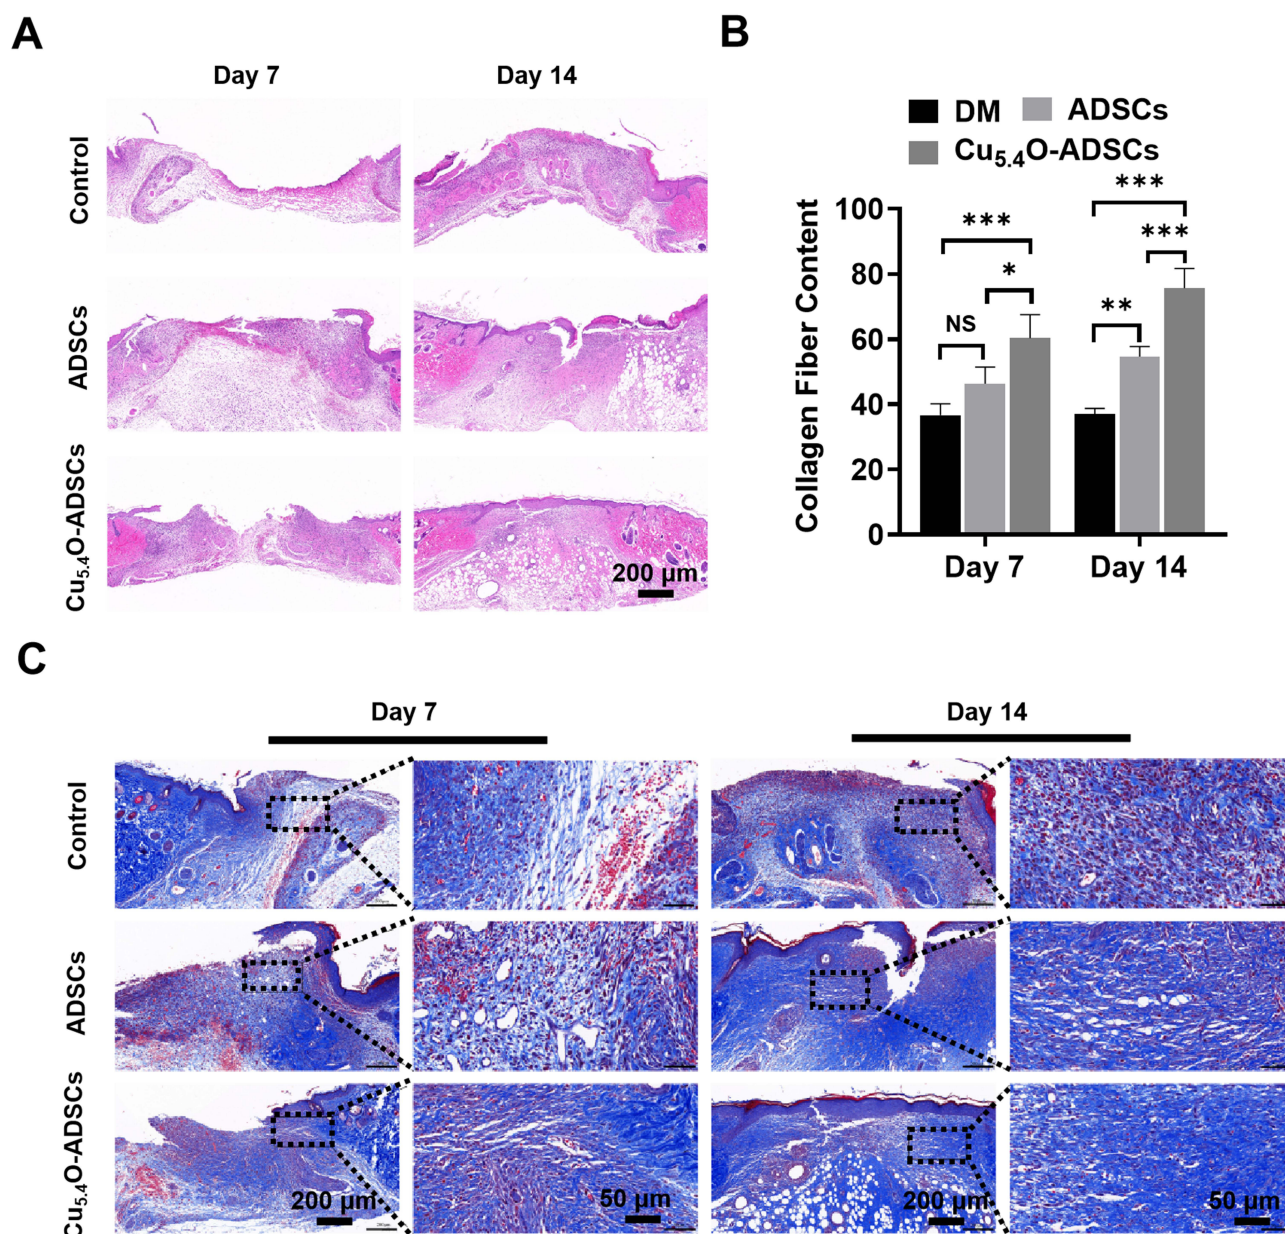 A
Day 7
Day 14
Control
ADSCs
Cu5.4O-ADSCs
200 μm
B
DM
ADSCs
Cu5.4O-ADSCs
Collagen Fiber Content
100
80
60
40
20
0
NS
***
*
**
***
***
Day 7
Day 14
C
Day 7
Day 14
Control
ADSCs
Cu5.4O-ADSCs
200 μm
50 μm
200 μm
50 μm